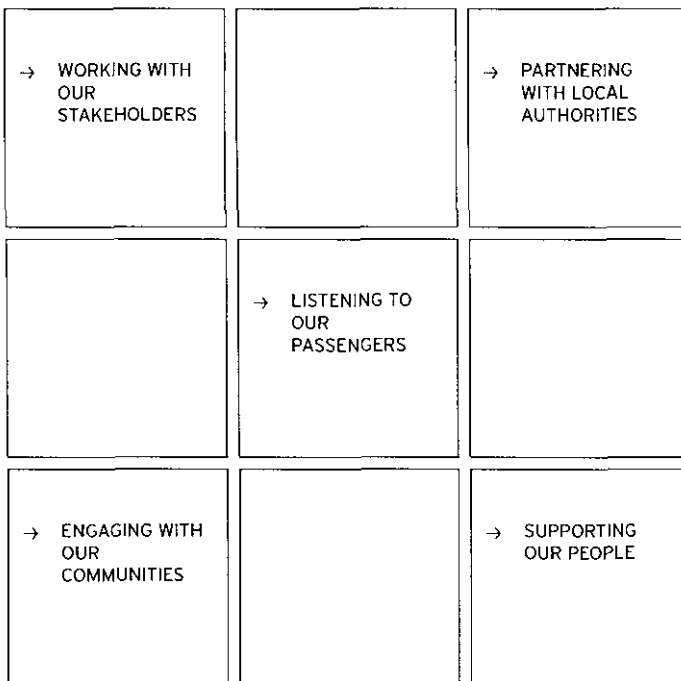 → WORKING WITH
OUR
STAKEHOLDERS
→ PARTNERING
WITH LOCAL
AUTHORITIES
→ LISTENING TO
OUR
PASSENGERS
→ ENGAGING WITH
OUR
COMMUNITIES
→ SUPPORTING
OUR PEOPLE